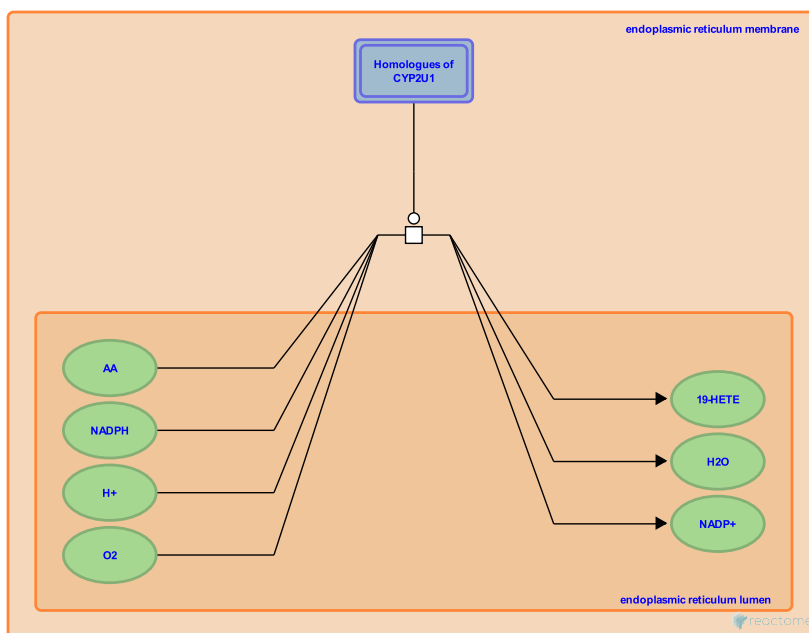 endoplasmic reticulum membrane
Homologues of
CYP2U1
AA
NADPH
H+
O2
19-HETE
H2O
NADP+
endoplasmic reticulum lumen
reactome